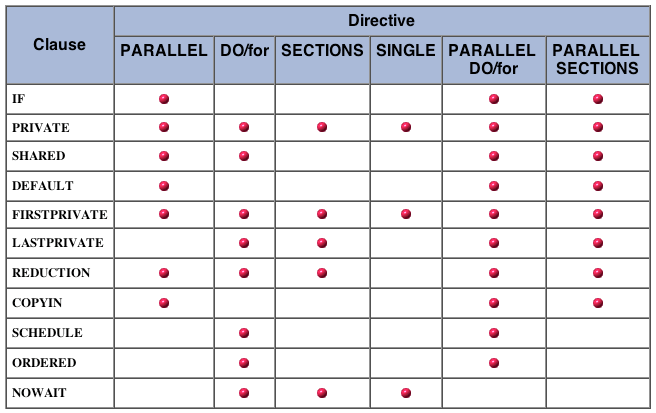 Clause
Directive
PARALLEL DO/for SECTIONS SINGLE PARALLEL DO/for PARALLEL SECTIONS
IF
PRIVATE
SHARED
DEFAULT
FIRSTPRIVATE
LASTPRIVATE
REDUCTION
COPYIN
SCHEDULE
ORDERED
NOWAIT